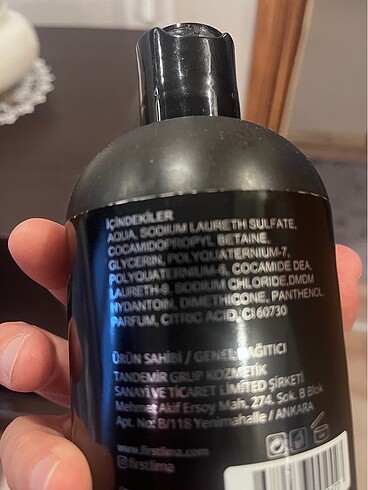 İÇİNDEKİLER
AQUA, SODIUM LAURETH SULFATE,
COCAMIDOPROPYL BETAINE,
GLYCERIN, POLYQUATERNIUM-7,
POLYQUATERNIUM-6, COCAMIDE DEA,
LAURETH-9, SODIUM CHLORIDE,DMDM
HYDANTOIN, DIMETHICONE, PANTHENOL,
PARFUM, CITRIC ACID, CI 60730
ÜRÜN SAHİBİ / GENEL DAĞITICI
TANDEMİR GRUP KOZMETİK
SANAYİ VE TİCARET LİMİTED ŞİRKETİ
Mehmet Akif Ersoy Mah. 274. Sok. B Blok
Apt. No: B/118 Yenimahalle / ANKARA
www.firstlima.com
@firstlima